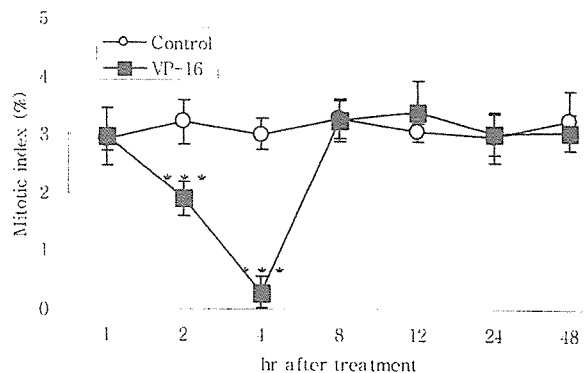 5
4
3
2
1
0
Mitotic index (%)
Control
VP-16
* * *
* * *
1 2 4 8 12 24 48
hr after treatment